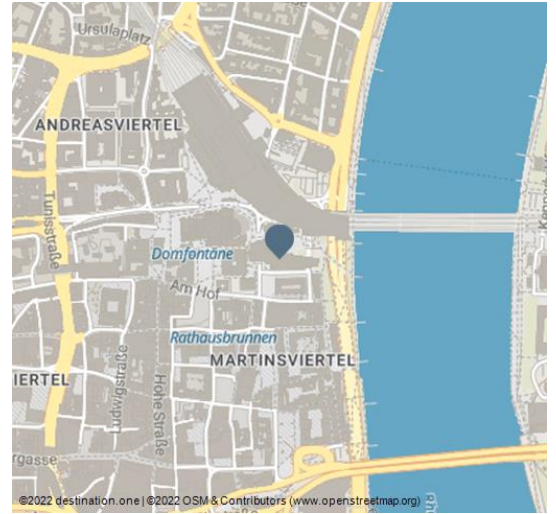 Ursulaplatz
ANDREASVIERTEL
Tunisstraße
Domfontäne
Am Hof
Rathausbrunnen
MARTINSVIERTEL
IERTEL
Ludwigstraße
Hohe Straße
ergasse
©2022 destination.one | ©2022 OSM & Contributors (www.openstreetmap.org)